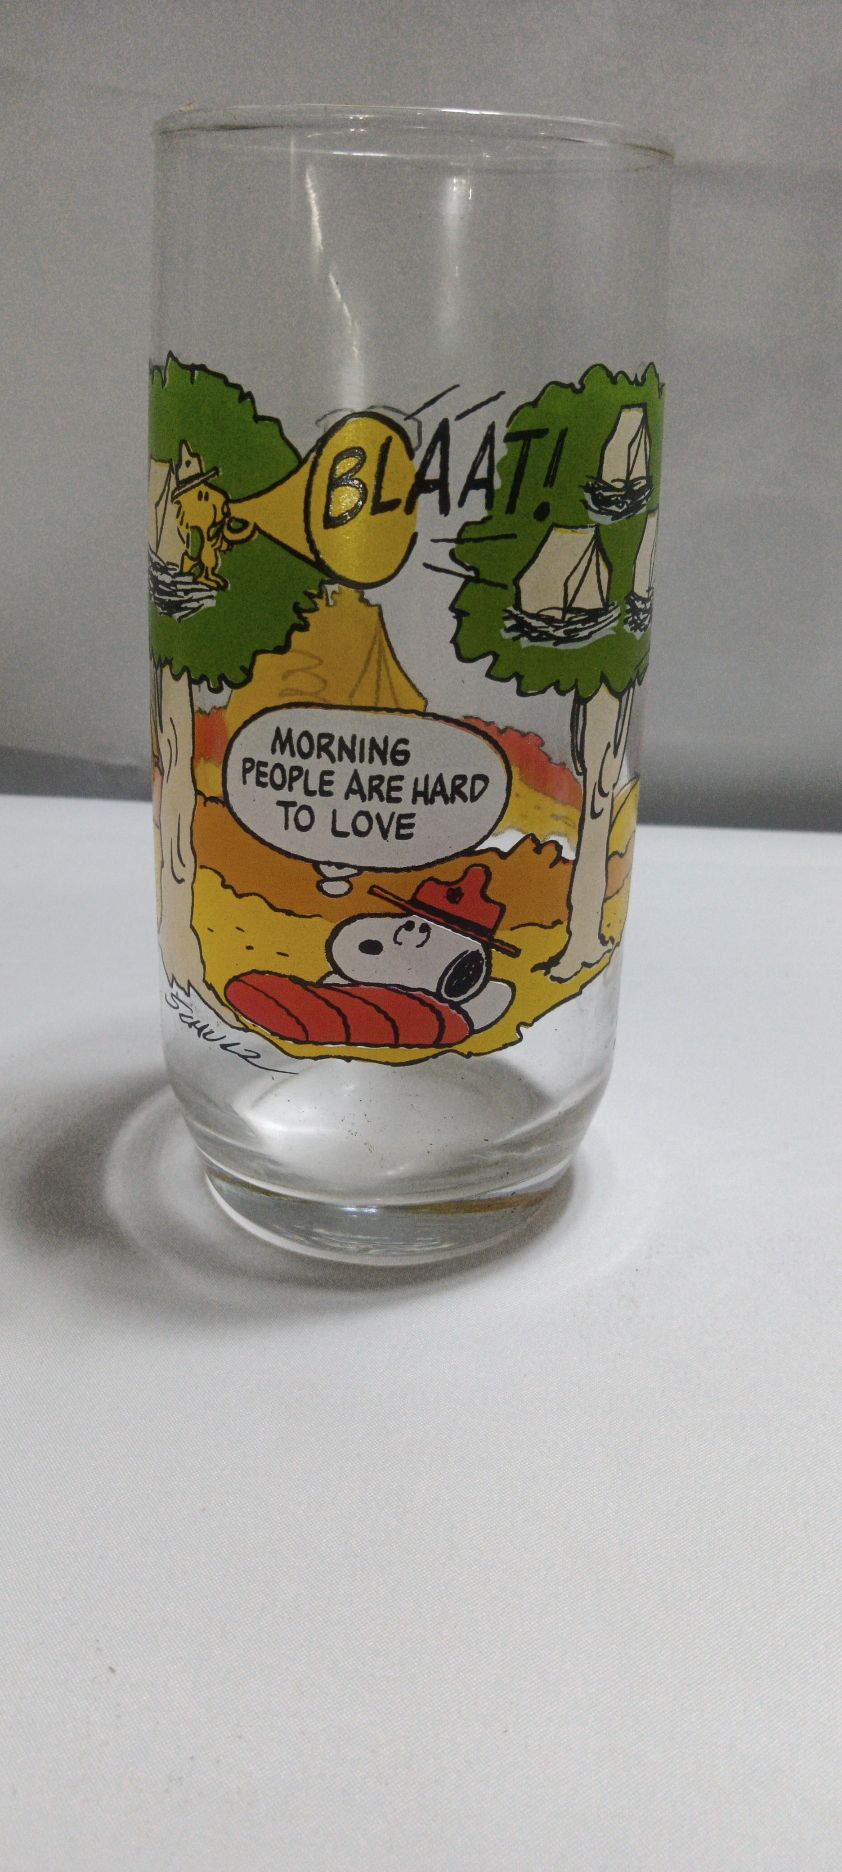 BLAAT!
MORNING
PEOPLE ARE HARD
TO LOVE
SCHULZ